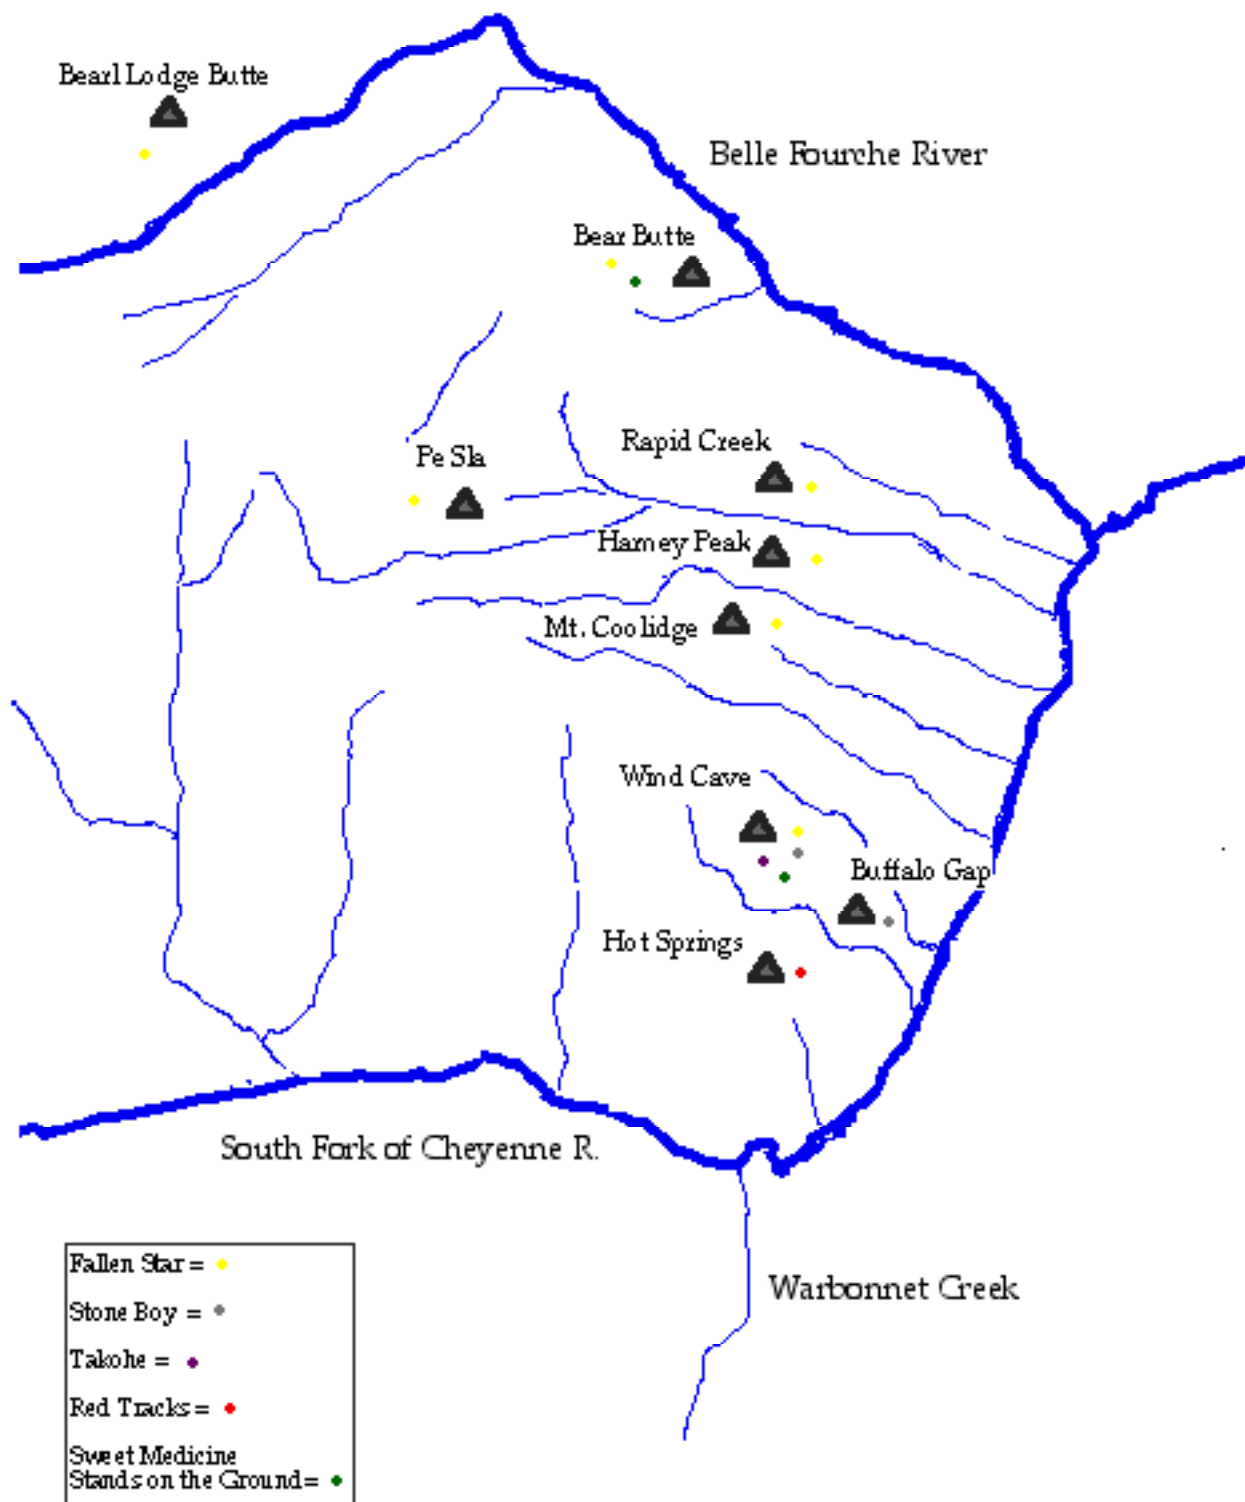 Bearl Lodge Butte
Belle Fourche River
Bear Butte
Rapid Creek
Pe Sla
Harney Peak
Mt. Coolidge
Wind Cave
Buffalo Gap
Hot Springs
South Fork of Cheyenne R.
Warbonnet Creek
Fallen Star =
Stone Boy =
Takohe =
Red Tracks =
Sweet Medicine
Stands on the Ground =